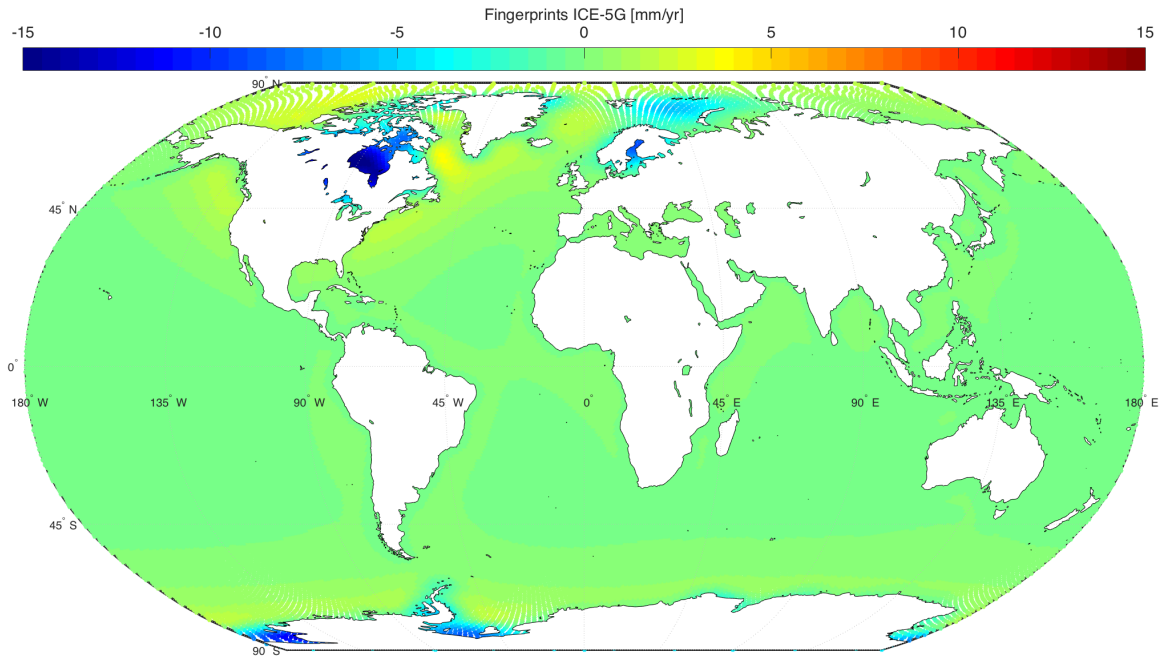 Fingerprints ICE-5G [mm/yr]
-15 -10 -5 0 5 10 15
90° N
45° N
0°
180° W 135° W 90° W 45° W 0° 45° E 90° E 135° E 180° E
45° S
90° S